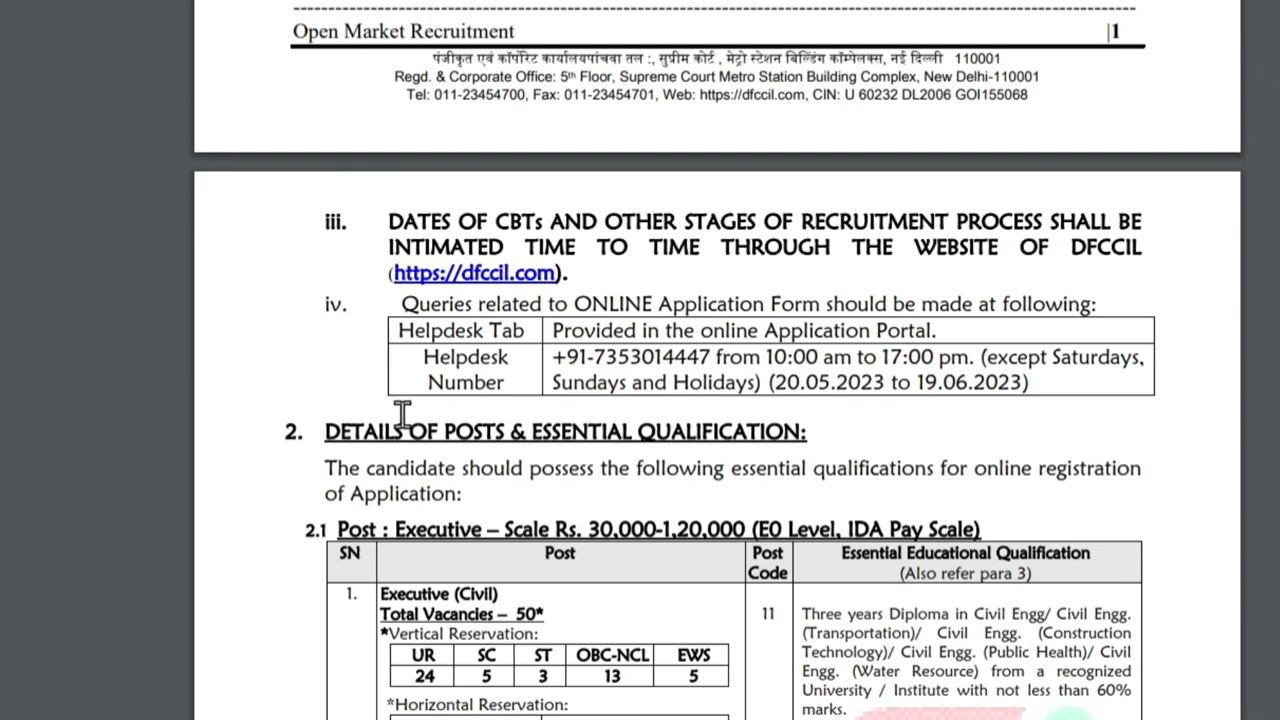 Open Market Recruitment |1
पंजीकृत एवं कॉर्पोरेट कार्यालयपांचवा तल :, सुप्रीम कोर्ट , मेट्रो स्टेशन बिल्डिंग कॉम्पेलक्स, नई दिल्ली 110001
Regd. & Corporate Office: 5th Floor, Supreme Court Metro Station Building Complex, New Delhi-110001
Tel: 011-23454700, Fax: 011-23454701, Web: https://dfccil.com, CIN: U 60232 DL2006 GOI155068
iii. DATES OF CBTs AND OTHER STAGES OF RECRUITMENT PROCESS SHALL BE
INTIMATED TIME TO TIME THROUGH THE WEBSITE OF DFCCIL
(https://dfccil.com).
iv. Queries related to ONLINE Application Form should be made at following:
Helpdesk Tab Provided in the online Application Portal.
Helpdesk +91-7353014447 from 10:00 am to 17:00 pm. (except Saturdays,
Number Sundays and Holidays) (20.05.2023 to 19.06.2023)
2. DETAILS OF POSTS & ESSENTIAL QUALIFICATION:
The candidate should possess the following essential qualifications for online registration
of Application:
2.1 Post : Executive – Scale Rs. 30,000-1,20,000 (E0 Level, IDA Pay Scale)
SN Post Post Essential Educational Qualification
Code (Also refer para 3)
1. Executive (Civil)
Total Vacancies – 50* 11 Three years Diploma in Civil Engg/ Civil Engg.
*Vertical Reservation: (Transportation)/ Civil Engg. (Construction
UR SC ST OBC-NCL EWS Technology)/ Civil Engg. (Public Health)/ Civil
24 5 3 13 5 Engg. (Water Resource) from a recognized
University / Institute with not less than 60%
*Horizontal Reservation: marks.